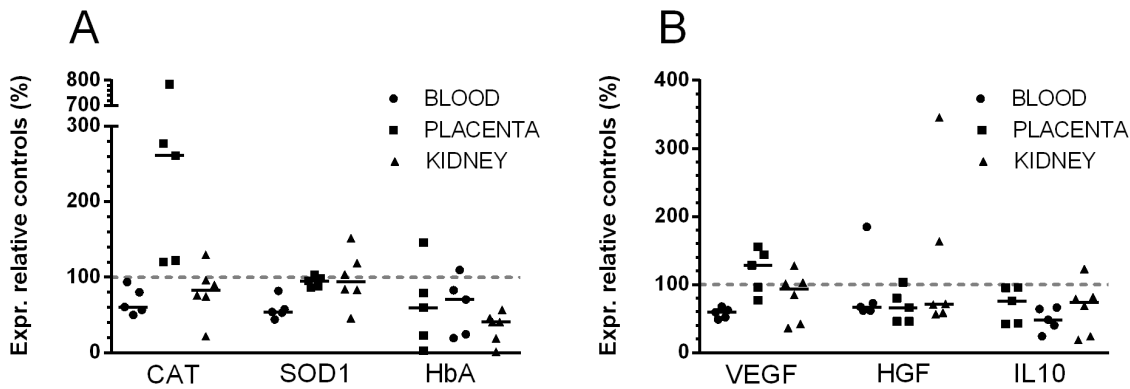 A
Expr. relative controls (%)
800
700
300
200
100
0
BLOOD
PLACENTA
KIDNEY
CAT SOD1 HbA
B
Expr. relative controls (%)
400
300
200
100
0
BLOOD
PLACENTA
KIDNEY
VEGF HGF IL10